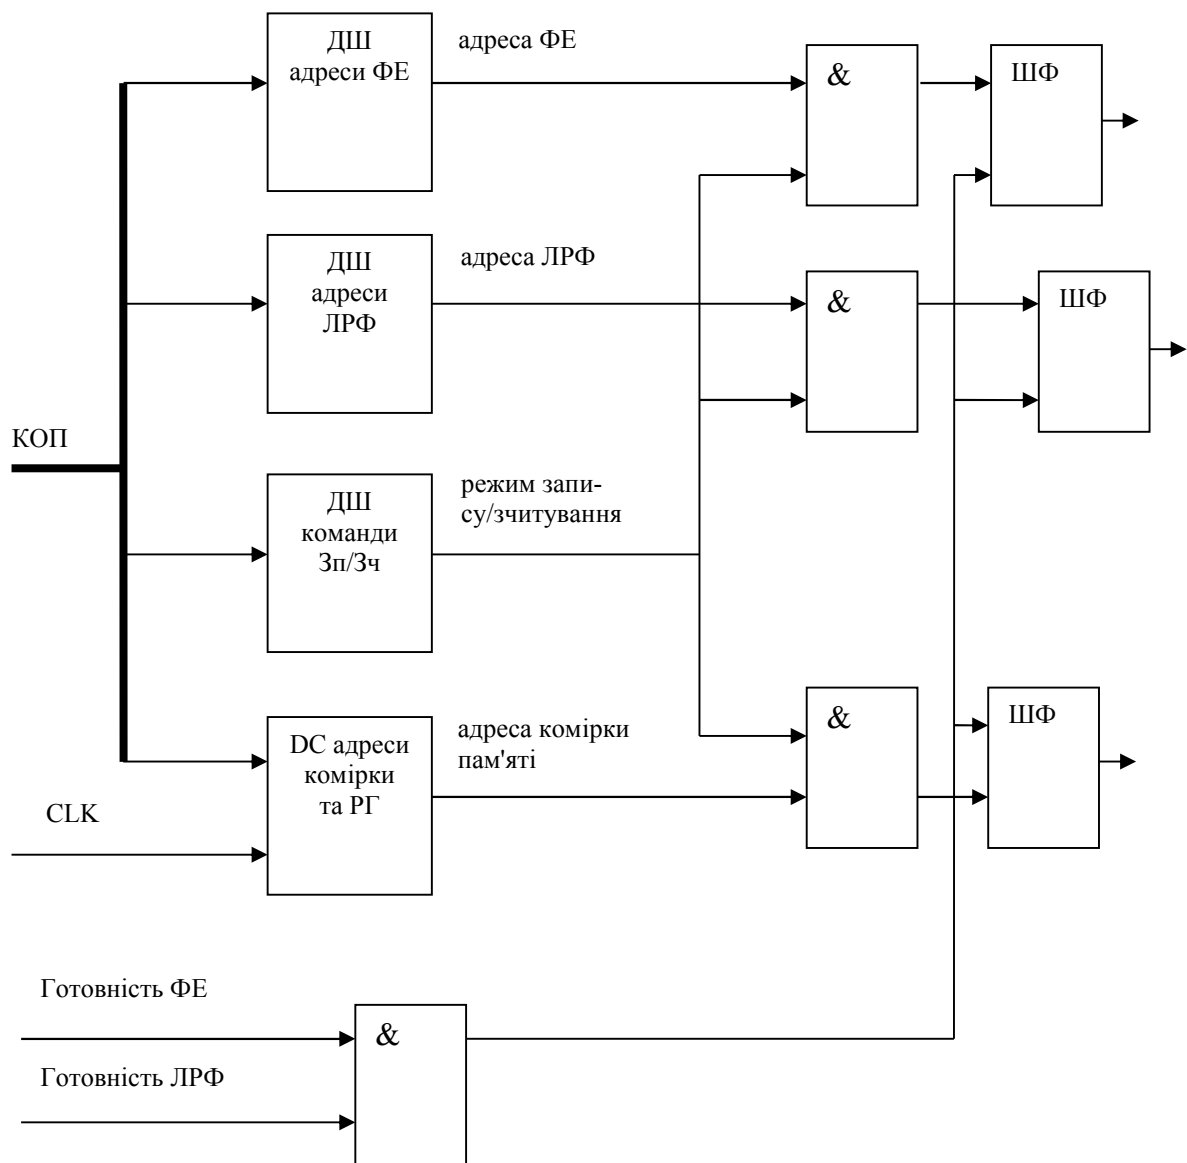 ДШ
адреси ФЕ
адреса ФЕ
&
ШФ
ДШ
адреси
ЛРФ
адреса ЛРФ
&
ШФ
КОП
ДШ
команди
Зп/Зч
режим запи-
су/зчитування
DC адреси
комірки
та РГ
адреса комірки
пам'яті
&
ШФ
CLK
Готовність ФЕ
&
Готовність ЛРФ